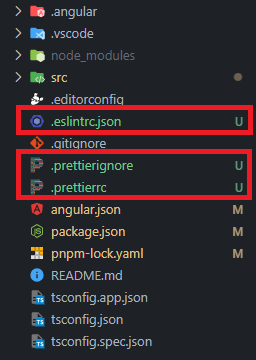 .angular
.vscode
node_modules
src
.editorconfig
.eslintrc.json U
.gitignore
.prettierignore U
.prettierrc U
angular.json M
package.json M
pnpm-lock.yaml M
README.md
tsconfig.app.json
tsconfig.json
tsconfig.spec.json